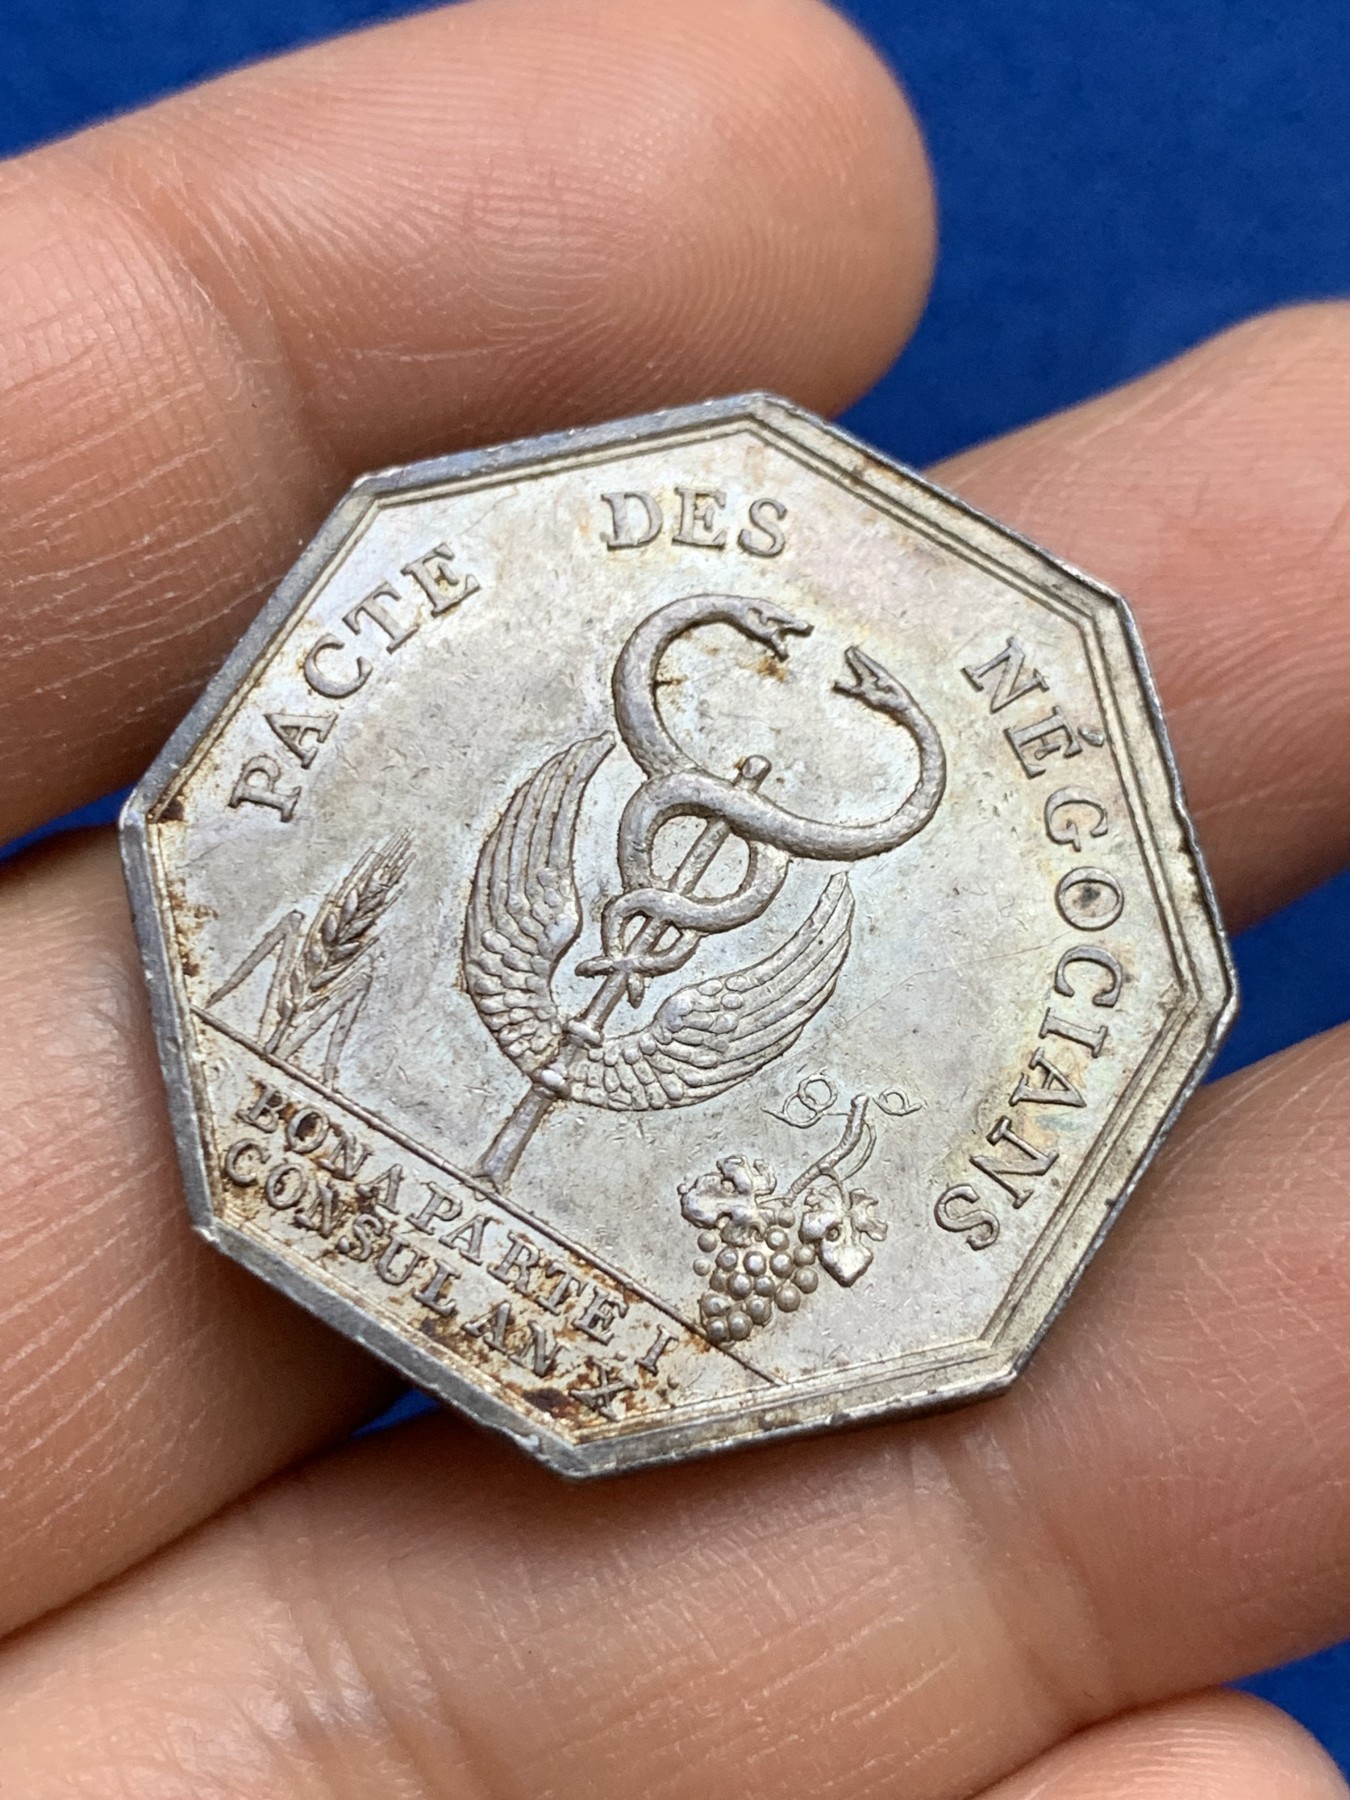 PACTE DES NÉGOCIANS
BONAPARTE I
CONSUL AN X